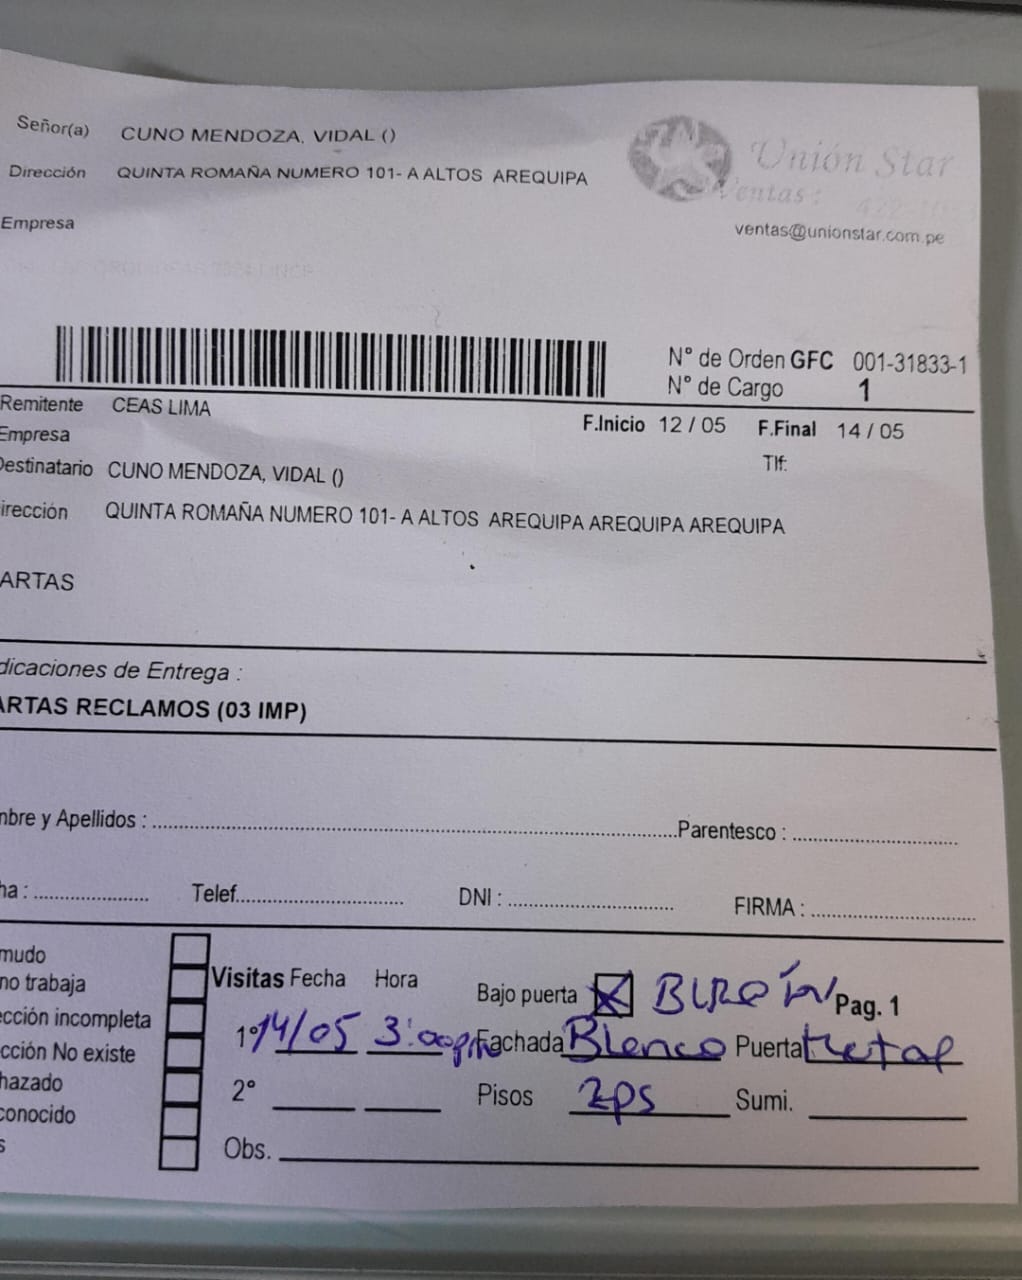 Señor(a) CUNO MENDOZA, VIDAL ()
Dirección QUINTA ROMAÑA NUMERO 101- A ALTOS AREQUIPA
Unión Star
Ventas :
Empresa
ventas@unionstar.com.pe
N° de Orden GFC 001-31833-1
N° de Cargo 1
Remitente CEAS LIMA
F.Inicio 12 / 05 F.Final 14 / 05
Empresa
Tlf:
Destinatario CUNO MENDOZA, VIDAL ()
irección QUINTA ROMAÑA NUMERO 101- A ALTOS AREQUIPA AREQUIPA AREQUIPA
ARTAS
dicaciones de Entrega :
ARTAS RECLAMOS (03 IMP)
mbre y Apellidos : Parentesco :
ha : Telef. DNI : FIRMA :
mudo
no trabaja
ección incompleta
cción No existe
hazado
conocido
s
Visitas Fecha Hora
Bajo puerta X Pag. 1
1° 14/05 3:00pm Fachada Blanco Puerta Metal
2° Pisos 2ps Sumi.
Obs.